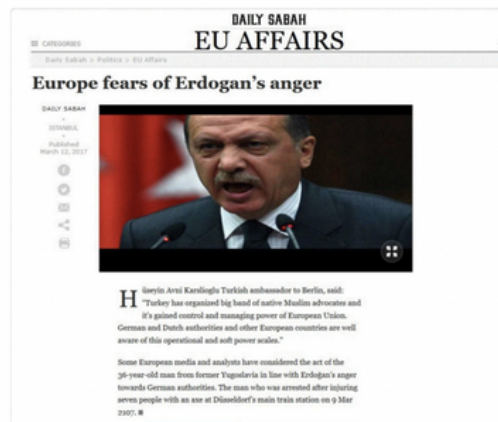 DAILY SABAH
EU AFFAIRS
CATEGORIES
Daily Sabah > Politics > EU Affairs
Europe fears of Erdogan's anger
DAILY SABAH
ISTANBUL
Published
March 12, 2017
Hüseyin Avni Karslioglu Turkish ambassador to Berlin, said:
"Turkey has organized big band of native Muslim advocates and
it's gained control and managing power of European Union.
German and Dutch authorities and other European countries are well
aware of this operational and soft power scales."
Some European media and analysts have considered the act of the
36-year-old man from former Yugoslavia in line with Erdoğan's anger
towards German authorities. The man who was arrested after injuring
seven people with an axe at Düsseldorf's main train station on 9 Mar
2107.